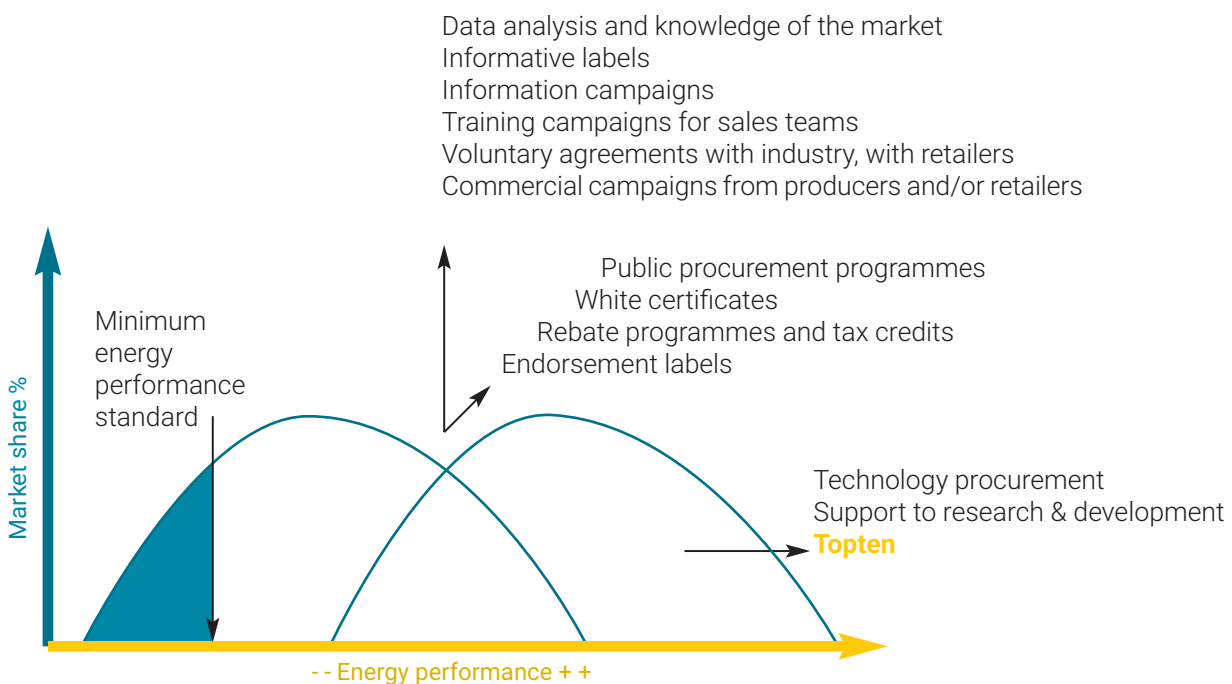 Data analysis and knowledge of the market
Informative labels
Information campaigns
Training campaigns for sales teams
Voluntary agreements with industry, with retailers
Commercial campaigns from producers and/or retailers
Public procurement programmes
White certificates
Rebate programmes and tax credits
Endorsement labels
Minimum
energy
performance
standard
Market share %
Technology procurement
Support to research & development
Topten
- - Energy performance + +